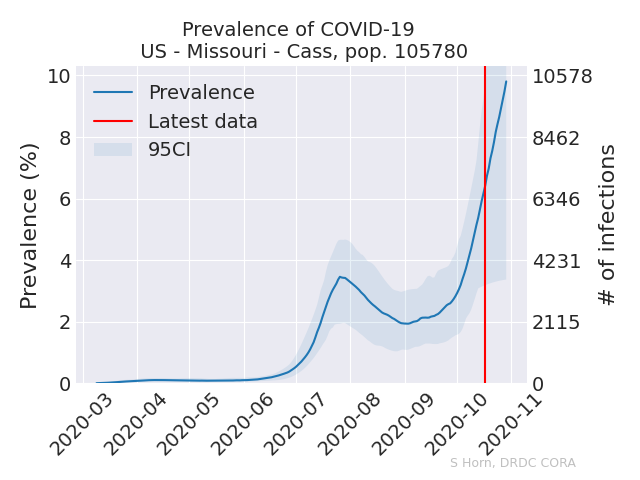 Prevalence of COVID-19
US - Missouri - Cass, pop. 105780
Prevalence
Latest data
95CI
Prevalence (%)
10
8
6
4
2
0
10578
8462
6346
4231
2115
0
# of infections
2020-03
2020-04
2020-05
2020-06
2020-07
2020-08
2020-09
2020-10
2020-11
S Horn, DRDC CORA